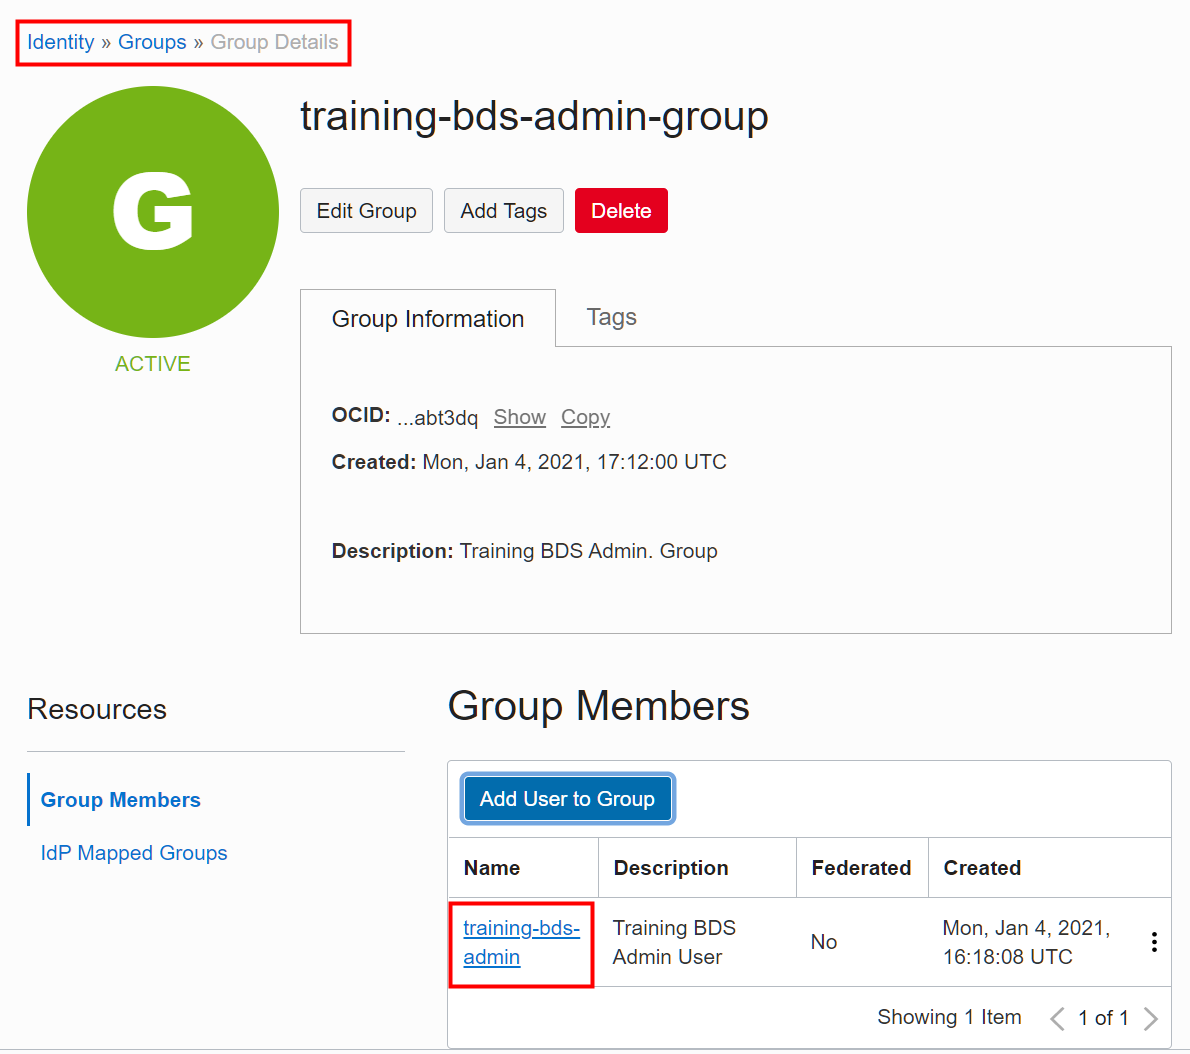 Identity » Groups » Group Details
G
ACTIVE
training-bds-admin-group
Edit Group Add Tags Delete
Group Information Tags
OCID: ...abt3dq Show Copy
Created: Mon, Jan 4, 2021, 17:12:00 UTC
Description: Training BDS Admin. Group
Resources
Group Members
IdP Mapped Groups
Group Members
Add User to Group
Name Description Federated Created
training-bds- Training BDS No Mon, Jan 4, 2021,
admin Admin User 16:18:08 UTC
Showing 1 Item 1 of 1